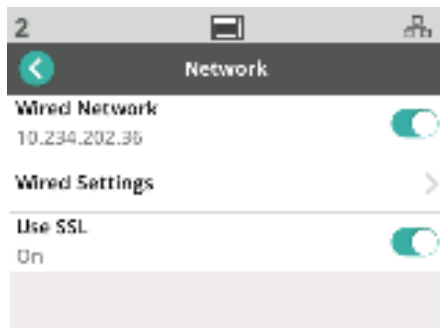 2
Network
Wired Network
10.234.202.36
Wired Settings
Use SSL
On